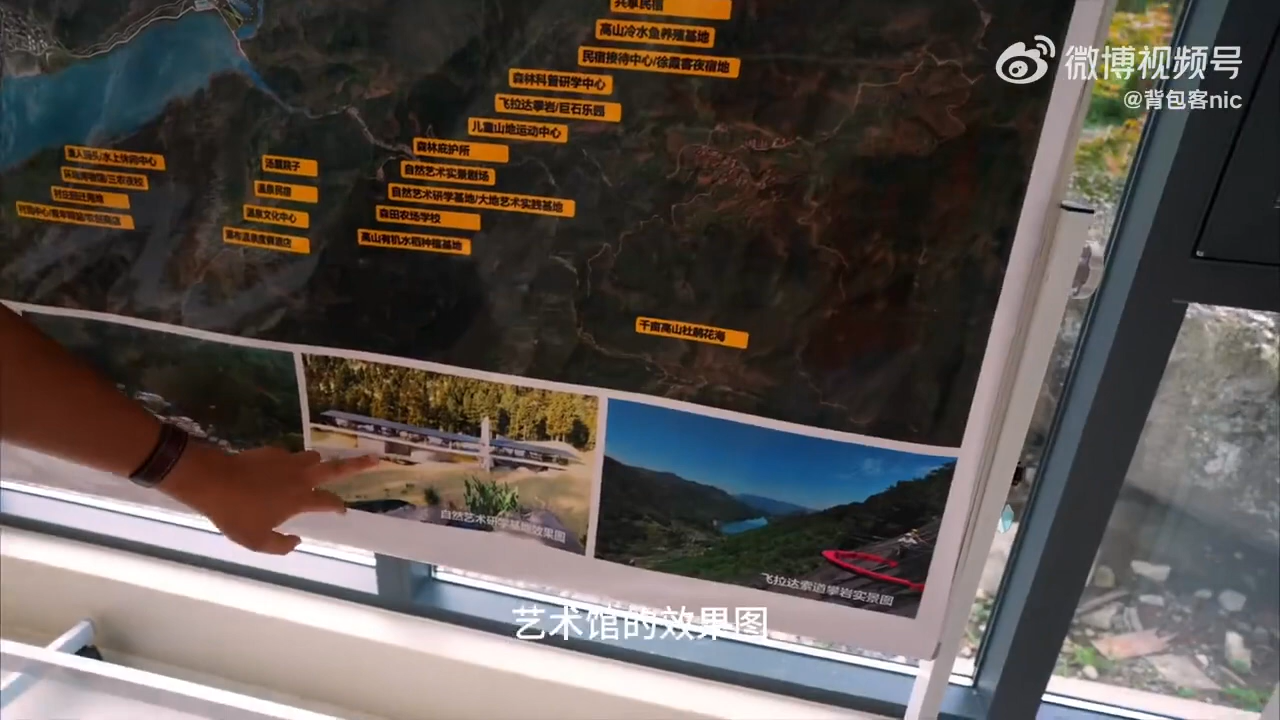 共享民宿
高山冷水鱼养殖基地
民宿接待中心/徐霞客夜宿地
森林科普研学中心
飞拉达攀岩/巨石乐园
儿童山地运动中心
森林庇护所
自然艺术实景剧场
自然艺术研学基地/大地艺术实践基地
森田农场学校
高山有机水稻种植基地
温泉民宿
温泉文化中心
瀑布温泉度假酒店
千亩高山杜鹃花海
自然艺术研学基地效果图
飞拉达索道攀岩实景图
艺术馆的效果图
微博视频号
@背包客nic